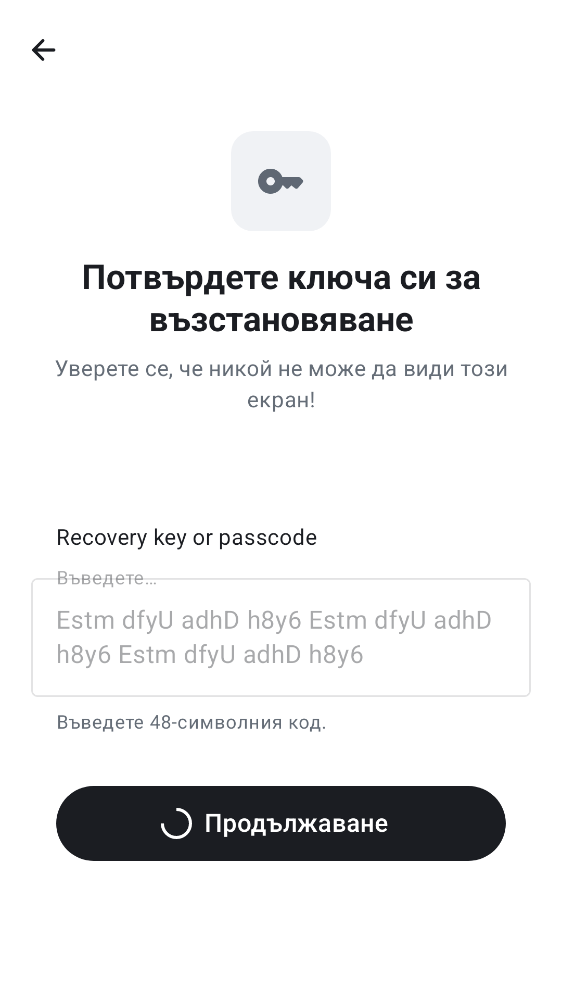 Потвърдете ключа си за
възстановяване
Уверете се, че никой не може да види този
екран!
Recovery key or passcode
Въведете…
Estm dfyU adhD h8y6 Estm dfyU adhD
h8y6 Estm dfyU adhD h8y6
Въведете 48-символния код.
Продължаване